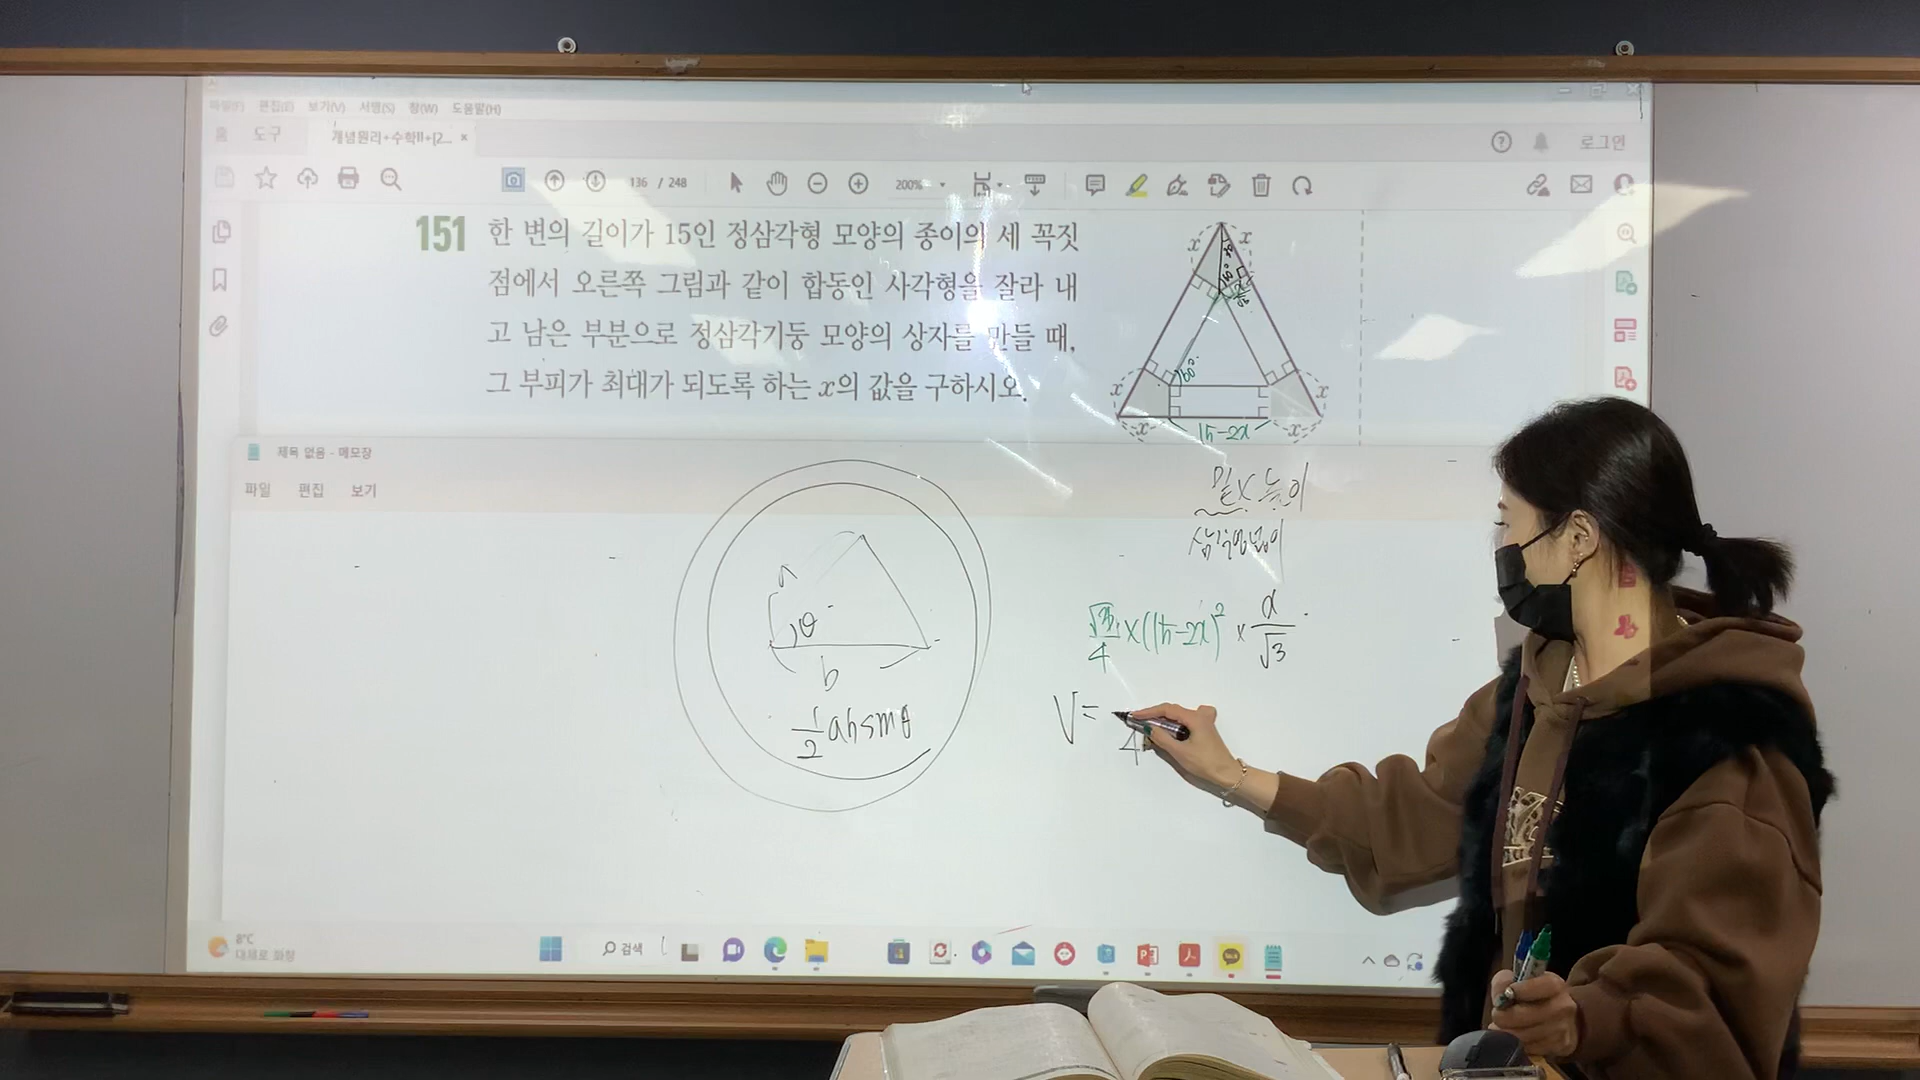 파일(F) 편집(E) 보기(V) 서명(S) 창(W) 도움말(H)
홈 도구 개념원리+수학II+[2... × ? 로그인
136 / 248 200%
151 한 변의 길이가 15인 정삼각형 모양의 종이의 세 꼭짓
점에서 오른쪽 그림과 같이 합동인 사각형을 잘라 내
고 남은 부분으로 정삼각기둥 모양의 상자를 만들 때,
그 부피가 최대가 되도록 하는 x의 값을 구하시오.
x x
60°
x x
x 15-2x x
제목 없음 - 메모장
파일 편집 보기
밑×높이
삼각형넓이
a
θ
b
1/2 absinθ
√3/4 ×(15-2x)² × x/√3
V=
4
8°C
대체로 화창
검색